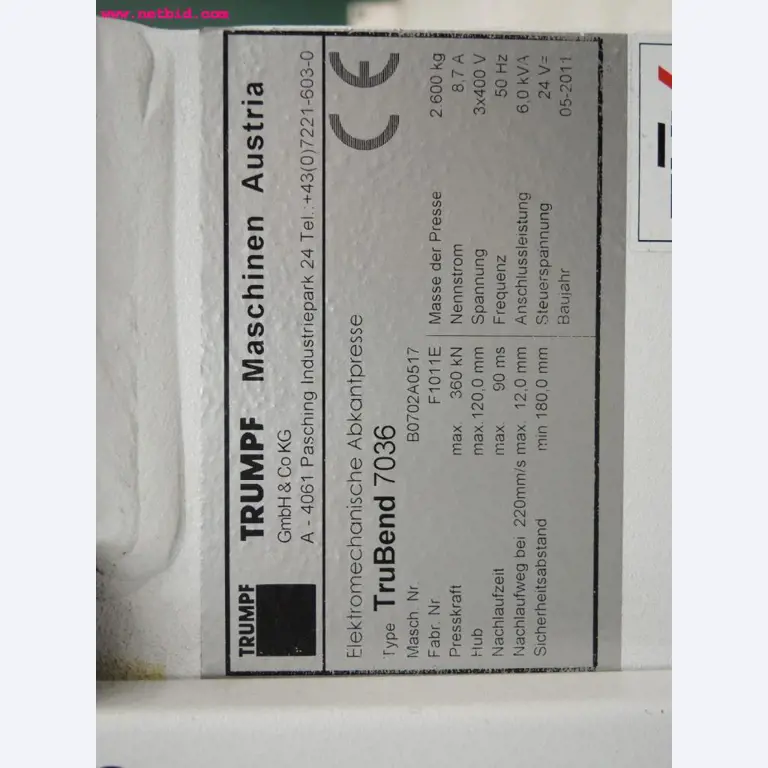 www.netbid.com
TRUMPF
TRUMPF Maschinen Austria
GmbH & Co KG
A - 4061 Pasching Industriepark 24 Tel.:+43(0)7221-603-0
Elektromechanische Abkantpresse
CE
Type TruBend 7036
Masch. Nr B0702A0517
Fabr. Nr F1011E Masse der Presse 2.600 kg
Presskraft max. 360 kN Nennstrom 8,7 A
Hub max. 120,0 mm Spannung 3x400 V
Nachlaufzeit max. 90 ms Frequenz 50 Hz
Nachlaufweg bei 220mm/s max. 12,0 mm Anschlussleistung 6,0 kVA
Sicherheitsabstand min 180,0 mm Steuerspannung 24 V=
Baujahr 05-2011